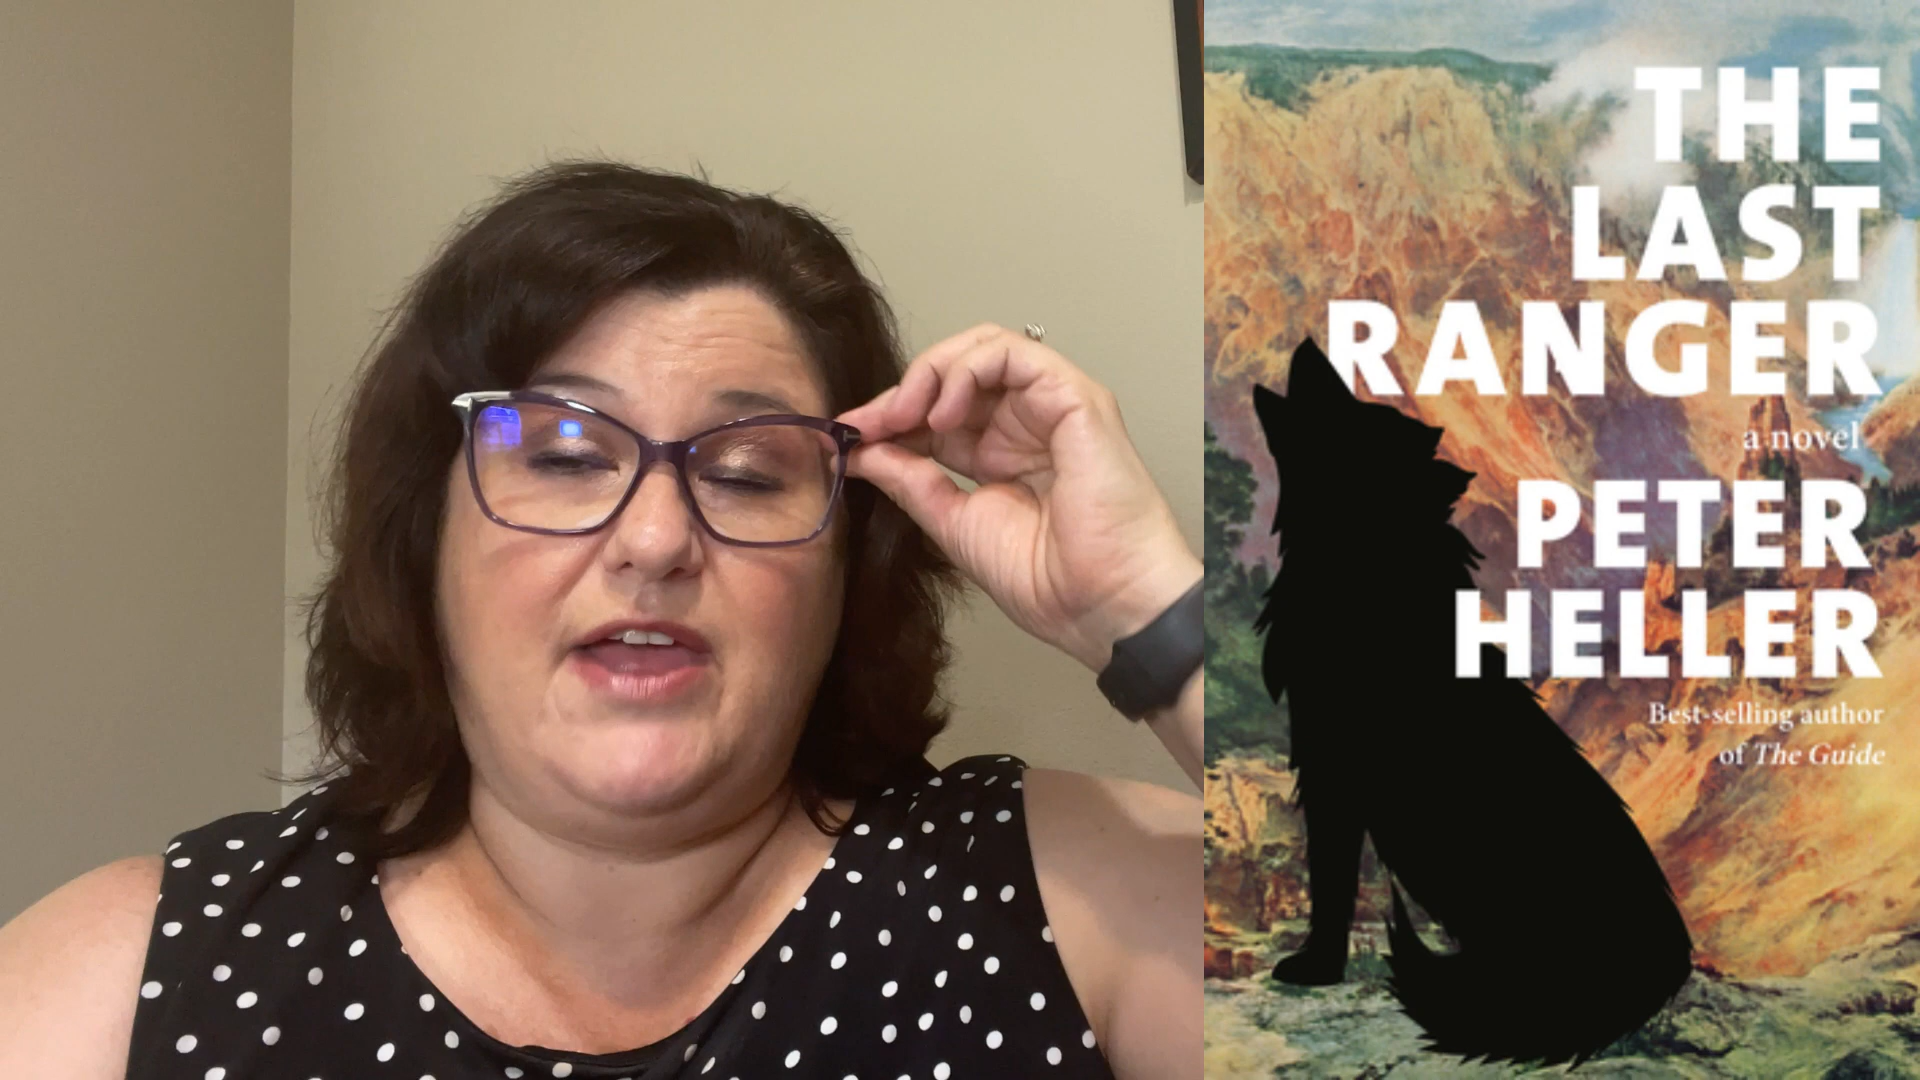 THE
LAST
RANGER
a novel
PETER
HELLER
Best-selling author
of The Guide